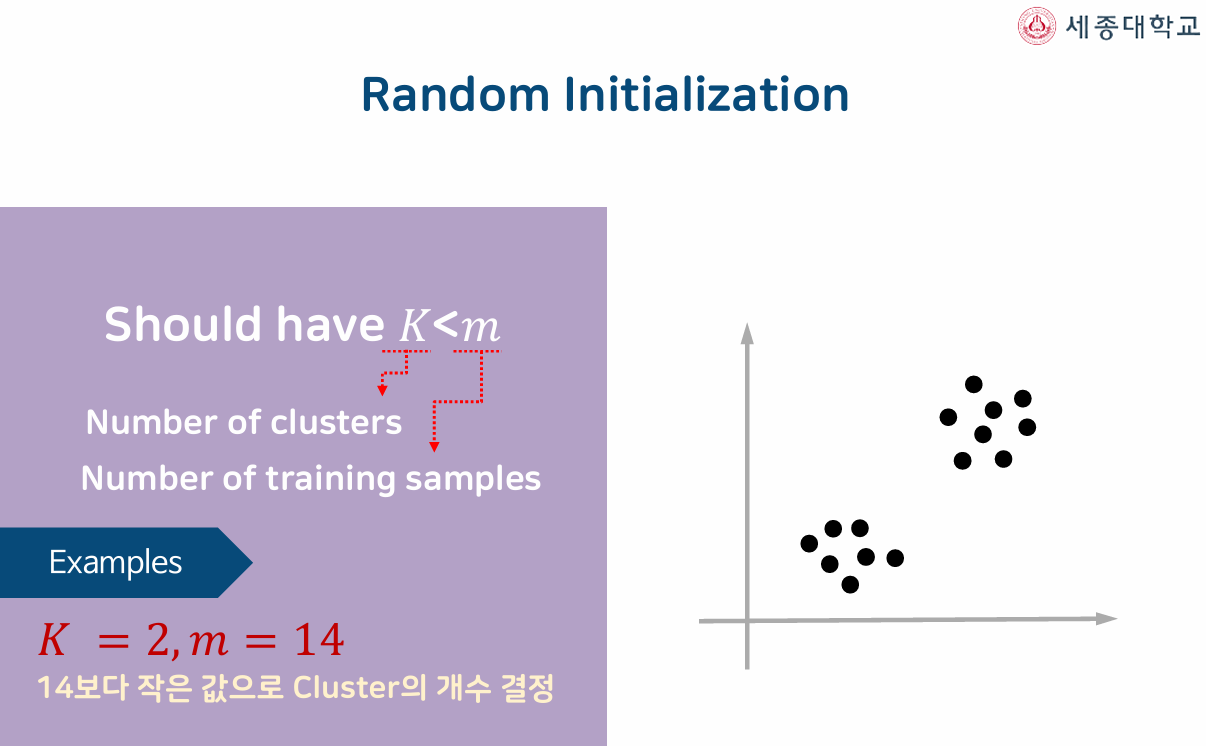 세종대학교
Random Initialization
Should have K<m
Number of clusters
Number of training samples
Examples
K = 2, m = 14
14보다 작은 값으로 Cluster의 개수 결정